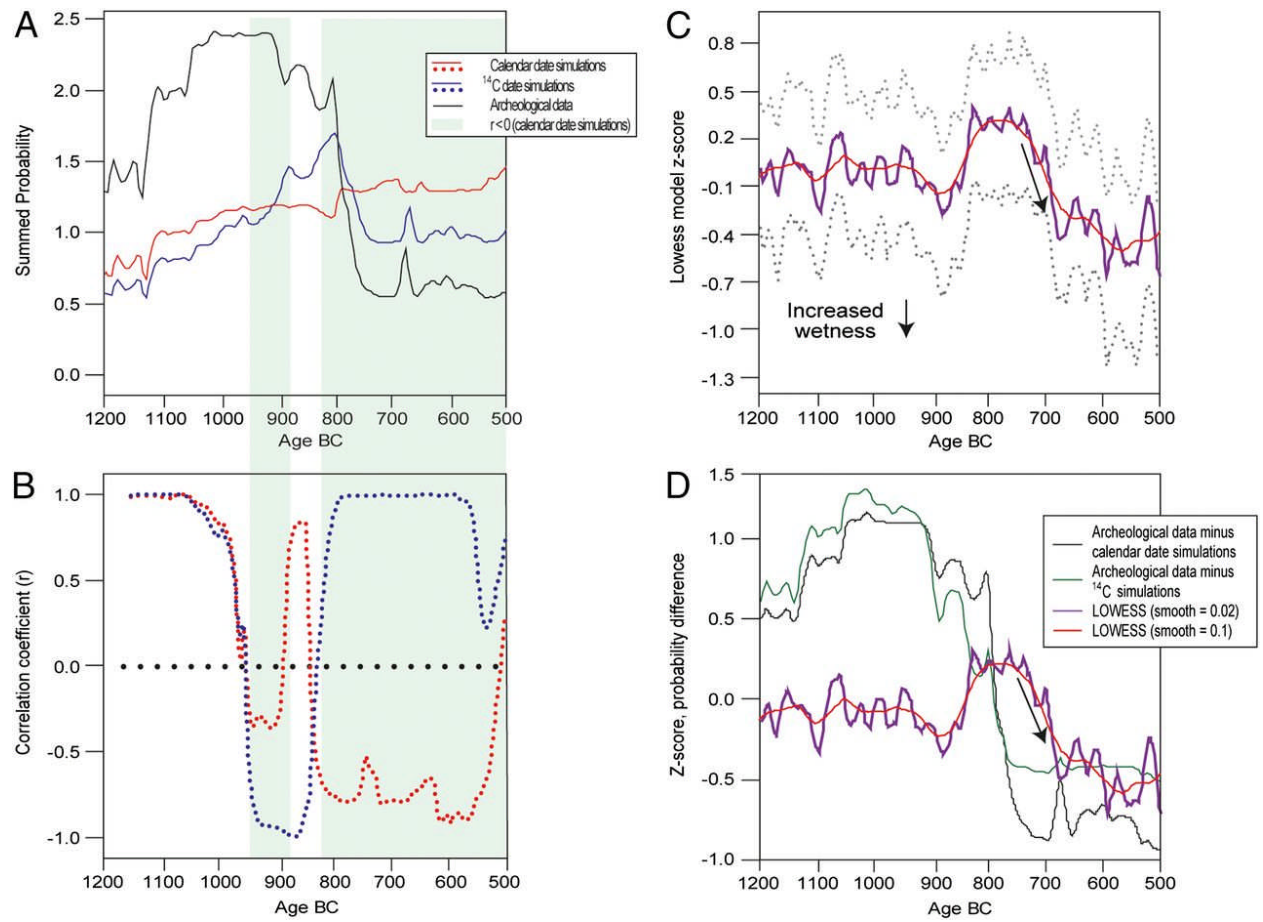 A
Summed Probability
2.5
2.0
1.5
1.0
0.5
0.0
1200 1100 1000 900 800 700 600 500
Age BC
Calendar date simulations
14C date simulations
Archeological data
r < 0 (calendar date simulations)
B
Correlation coefficient (r)
1.0
0.5
0.0
-0.5
-1.0
1200 1100 1000 900 800 700 600 500
Age BC
C
Lowess model z-score
0.8
0.5
0.2
-0.1
-0.4
-0.7
-1.0
-1.3
Increased
wetness
1200 1100 1000 900 800 700 600 500
Age BC
D
Z-score, probability difference
1.5
1.0
0.5
0.0
-0.5
-1.0
1200 1100 1000 900 800 700 600 500
Age BC
Archeological data minus
calendar date simulations
Archeological data minus
14C simulations
LOWESS (smooth = 0.02)
LOWESS (smooth = 0.1)